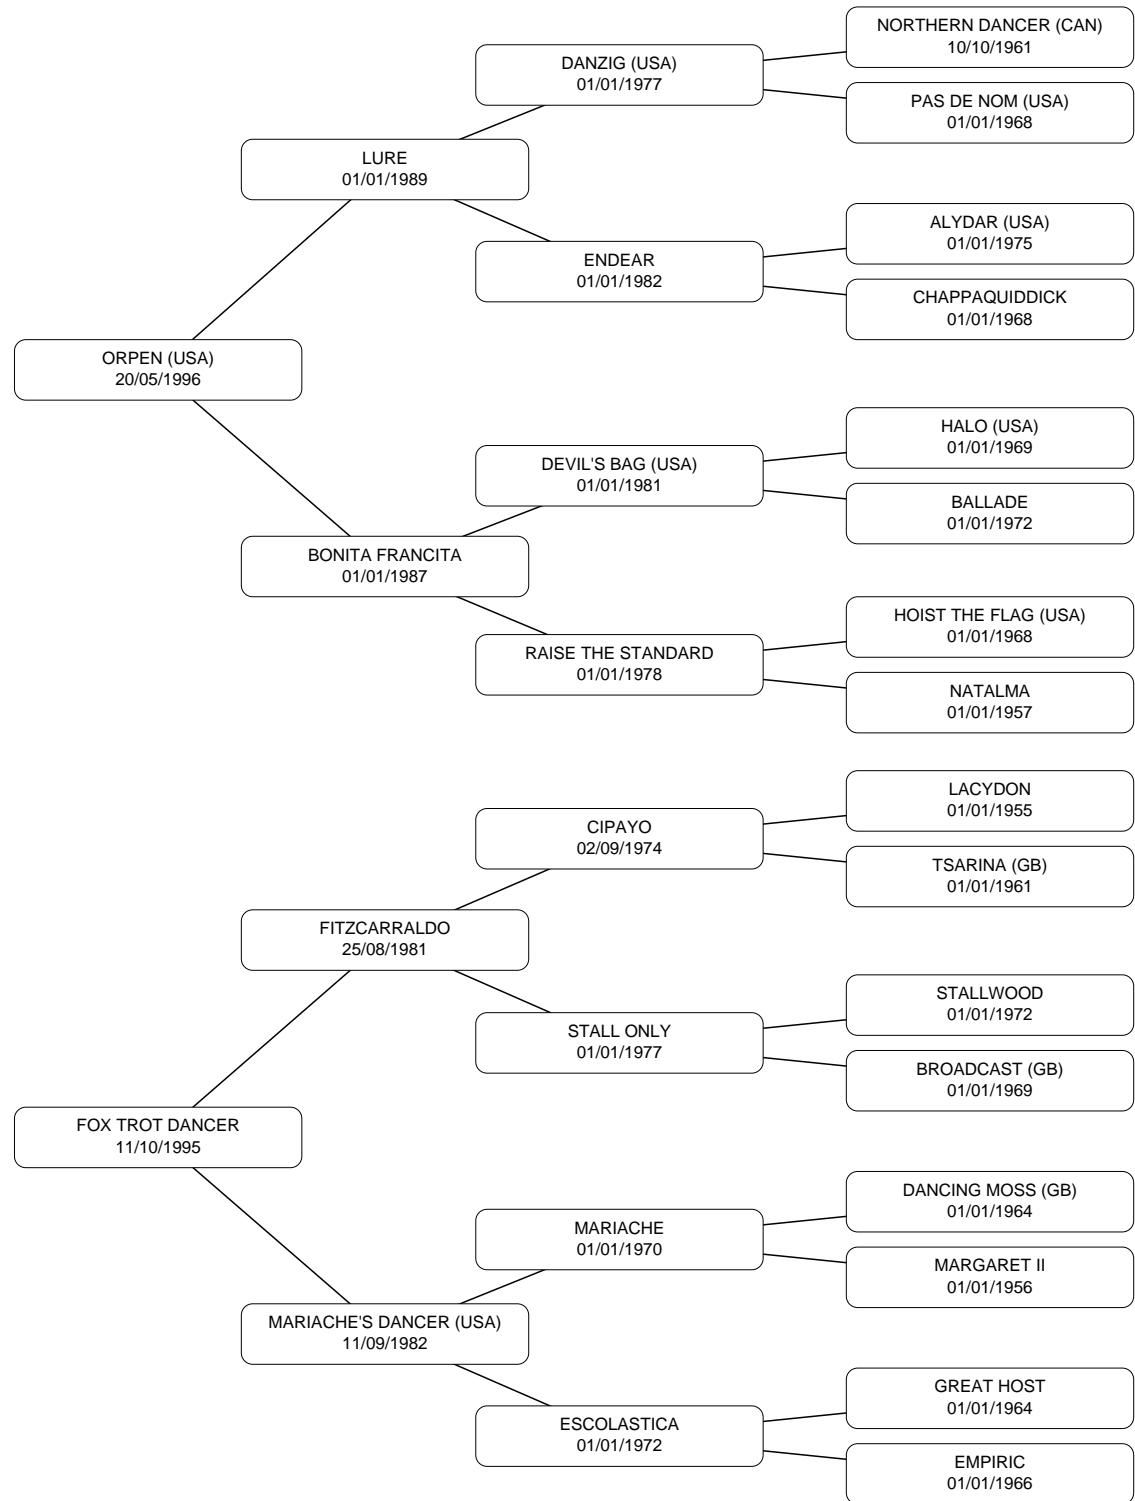 NORTHERN DANCER (CAN)
10/10/1961
DANZIG (USA)
01/01/1977
PAS DE NOM (USA)
01/01/1968
LURE
01/01/1989
ALYDAR (USA)
01/01/1975
ENDEAR
01/01/1982
CHAPPAQUIDDICK
01/01/1968
ORPEN (USA)
20/05/1996
HALO (USA)
01/01/1969
DEVIL'S BAG (USA)
01/01/1981
BALLADE
01/01/1972
BONITA FRANCITA
01/01/1987
HOIST THE FLAG (USA)
01/01/1968
RAISE THE STANDARD
01/01/1978
NATALMA
01/01/1957
LACYDON
01/01/1955
CIPAYO
02/09/1974
TSARINA (GB)
01/01/1961
FITZCARRALDO
25/08/1981
STALLWOOD
01/01/1972
STALL ONLY
01/01/1977
BROADCAST (GB)
01/01/1969
FOX TROT DANCER
11/10/1995
DANCING MOSS (GB)
01/01/1964
MARIACHE
01/01/1970
MARGARET II
01/01/1956
MARIACHE'S DANCER (USA)
11/09/1982
GREAT HOST
01/01/1964
ESCOLASTICA
01/01/1972
EMPIRIC
01/01/1966